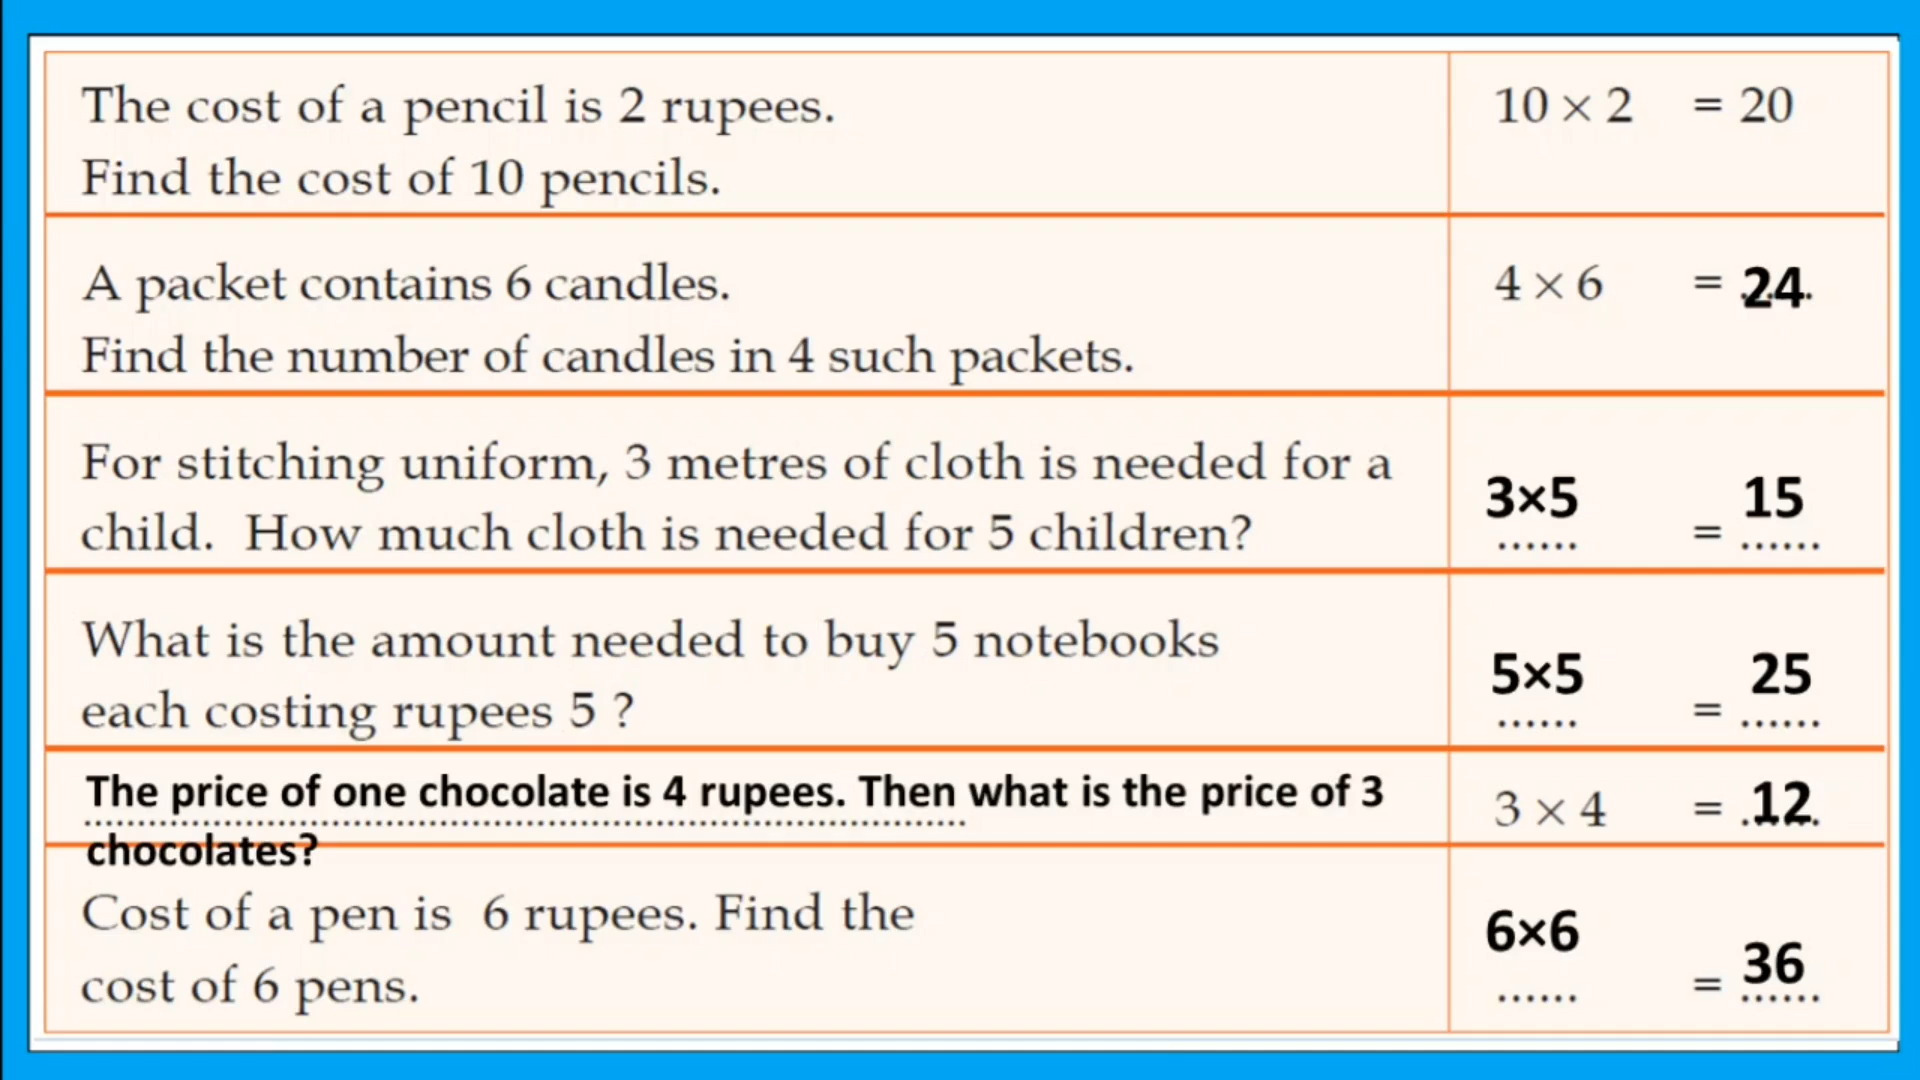 The cost of a pencil is 2 rupees. 10 × 2 = 20
Find the cost of 10 pencils.
A packet contains 6 candles. 4 × 6 = 24
Find the number of candles in 4 such packets.
For stitching uniform, 3 metres of cloth is needed for a
child. How much cloth is needed for 5 children? 3×5 = 15
What is the amount needed to buy 5 notebooks
each costing rupees 5 ? 5×5 = 25
The price of one chocolate is 4 rupees. Then what is the price of 3 3 × 4 = 12
chocolates?
Cost of a pen is 6 rupees. Find the
cost of 6 pens. 6×6 = 36